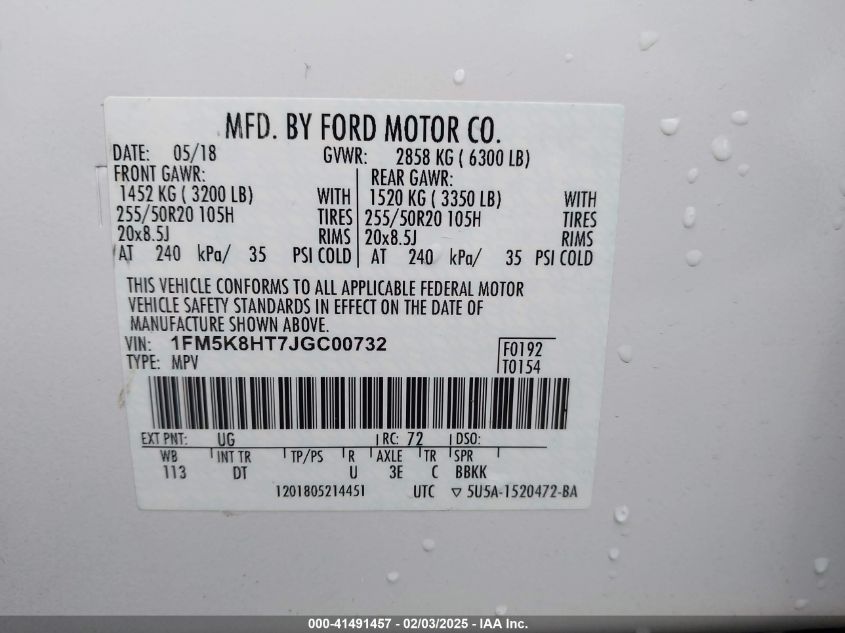 MFD. BY FORD MOTOR CO.
DATE: 05/18 GVWR: 2858 KG ( 6300 LB)
FRONT GAWR: REAR GAWR:
1452 KG ( 3200 LB) WITH 1520 KG ( 3350 LB) WITH
255/50R20 105H TIRES 255/50R20 105H TIRES
20x8.5J RIMS 20x8.5J RIMS
AT 240 kPa/ 35 PSI COLD AT 240 kPa/ 35 PSI COLD
THIS VEHICLE CONFORMS TO ALL APPLICABLE FEDERAL MOTOR
VEHICLE SAFETY STANDARDS IN EFFECT ON THE DATE OF
MANUFACTURE SHOWN ABOVE.
VIN: 1FM5K8HT7JGC00732 F0192
TYPE: MPV T0154
EXT PNT: UG RC: 72 DSO:
WB INT TR TP/PS R AXLE TR SPR
113 DT U 3E C BBKK
1201805214451 UTC ▽ 5U5A-1520472-BA
000-41491457 - 02/03/2025 - IAA Inc.